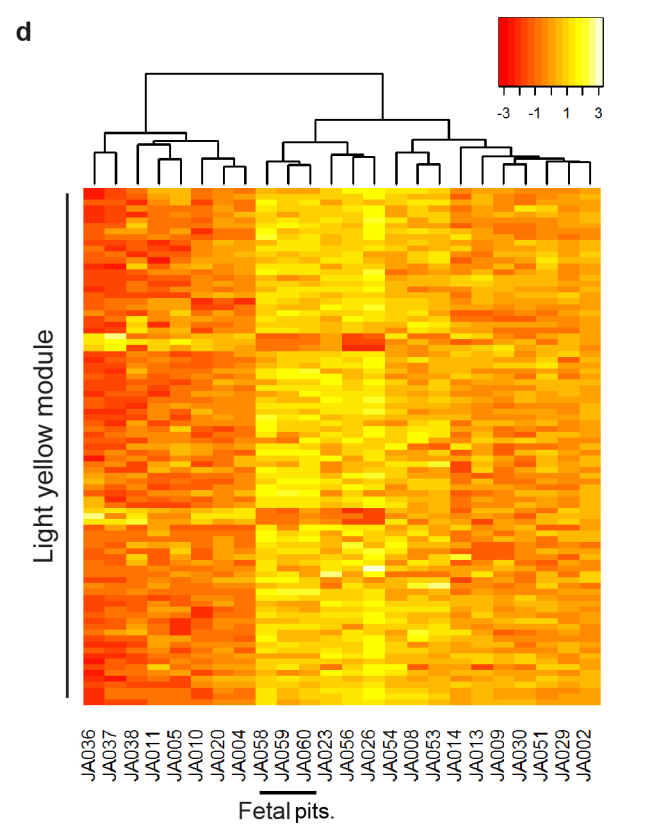 d
-3 -1 1 3
Light yellow module
JA036
JA037
JA038
JA011
JA005
JA010
JA020
JA004
JA058
JA059
JA060
JA023
JA056
JA026
JA054
JA008
JA053
JA014
JA013
JA009
JA030
JA051
JA029
JA002
Fetal pits.